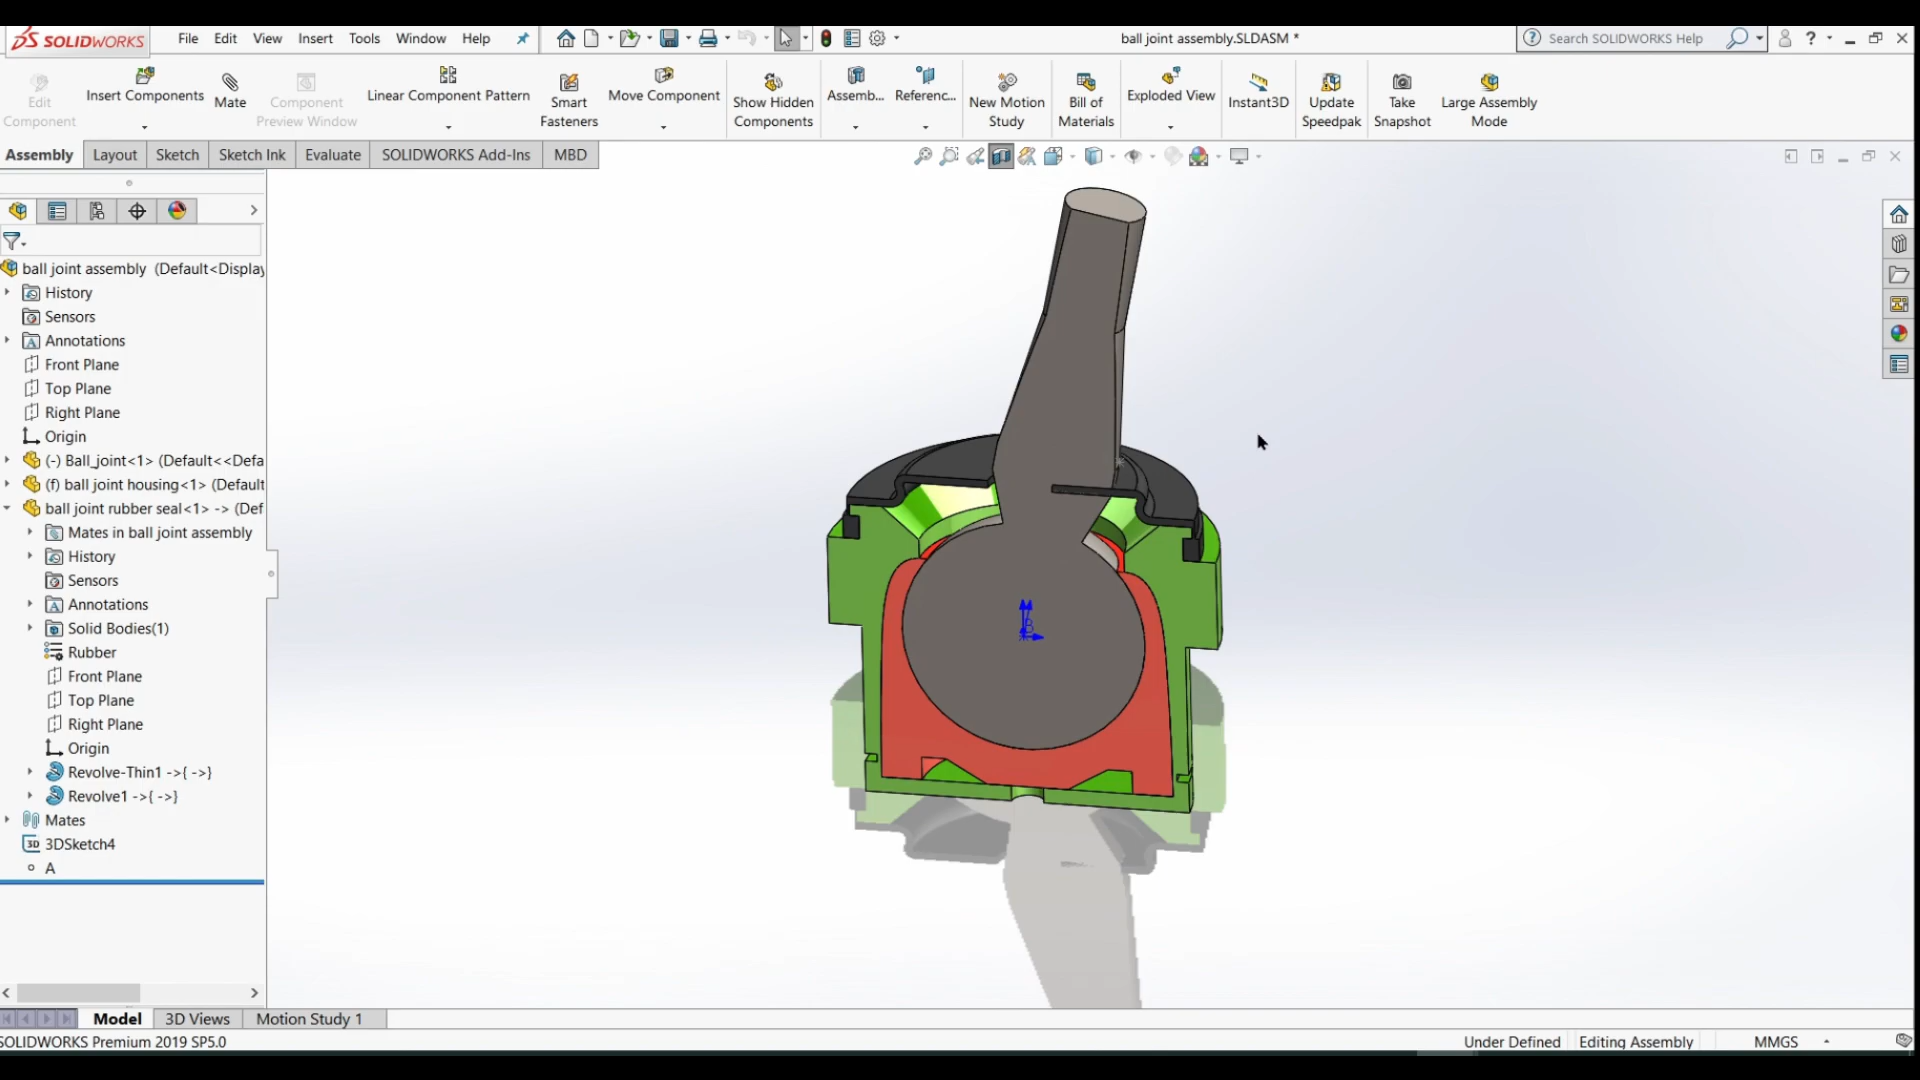 SOLIDWORKS File Edit View Insert Tools Window Help ball joint assembly.SLDASM * Search SOLIDWORKS Help
Edit Component
Insert Components
Mate
Component Preview Window
Linear Component Pattern
Smart Fasteners
Move Component
Show Hidden Components
Assemb...
Referenc...
New Motion Study
Bill of Materials
Exploded View
Instant3D
Update Speedpak
Take Snapshot
Large Assembly Mode
Assembly Layout Sketch Sketch Ink Evaluate SOLIDWORKS Add-Ins MBD
ball joint assembly (Default<Display
History
Sensors
Annotations
Front Plane
Top Plane
Right Plane
Origin
(-) Ball_joint<1> (Default<<Defa
(f) ball joint housing<1> (Default
ball joint rubber seal<1> -> (Def
Mates in ball joint assembly
History
Sensors
Annotations
Solid Bodies(1)
Rubber
Front Plane
Top Plane
Right Plane
Origin
Revolve-Thin1 ->{ ->}
Revolve1 ->{ ->}
Mates
3D 3DSketch4
A
Model 3D Views Motion Study 1
SOLIDWORKS Premium 2019 SP5.0 Under Defined Editing Assembly MMGS